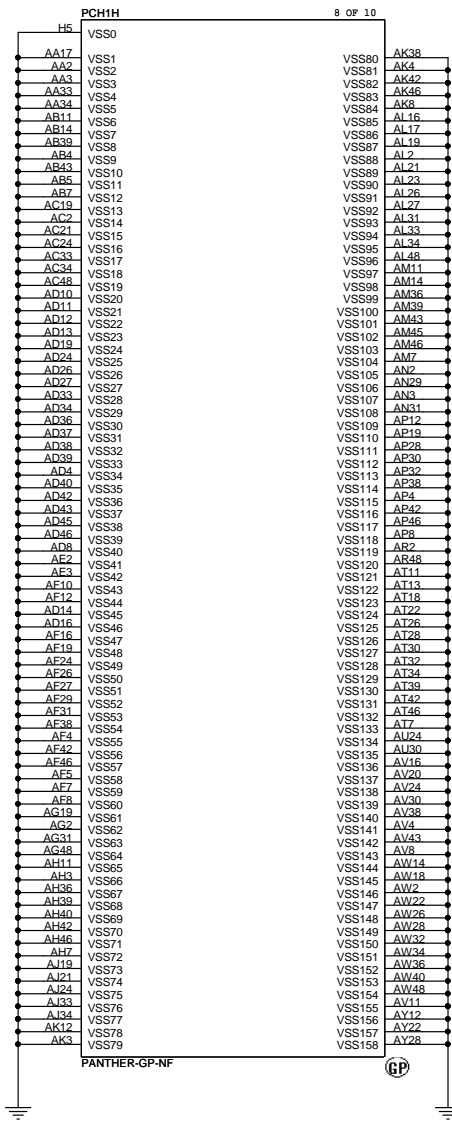 PCH1H 8 OF 10
H5 VSS0
AA17 VSS1 VSS80 AK38
AA2 VSS2 VSS81 AK4
AA3 VSS3 VSS82 AK42
AA33 VSS4 VSS83 AK46
AA34 VSS5 VSS84 AK8
AB11 VSS6 VSS85 AL16
AB14 VSS7 VSS86 AL17
AB39 VSS8 VSS87 AL19
AB4 VSS9 VSS88 AL2
AB43 VSS10 VSS89 AL21
AB5 VSS11 VSS90 AL23
AB7 VSS12 VSS91 AL26
AC19 VSS13 VSS92 AL27
AC2 VSS14 VSS93 AL31
AC21 VSS15 VSS94 AL33
AC24 VSS16 VSS95 AL34
AC33 VSS17 VSS96 AL48
AC34 VSS18 VSS97 AM11
AC48 VSS19 VSS98 AM14
AD10 VSS20 VSS99 AM36
AD11 VSS21 VSS100 AM39
AD12 VSS22 VSS101 AM43
AD13 VSS23 VSS102 AM45
AD19 VSS24 VSS103 AM46
AD24 VSS25 VSS104 AM7
AD26 VSS26 VSS105 AN2
AD27 VSS27 VSS106 AN29
AD33 VSS28 VSS107 AN3
AD34 VSS29 VSS108 AN31
AD36 VSS30 VSS109 AP12
AD37 VSS31 VSS110 AP19
AD38 VSS32 VSS111 AP28
AD39 VSS33 VSS112 AP30
AD4 VSS34 VSS113 AP32
AD40 VSS35 VSS114 AP38
AD42 VSS36 VSS115 AP4
AD43 VSS37 VSS116 AP42
AD45 VSS38 VSS117 AP46
AD46 VSS39 VSS118 AP8
AD8 VSS40 VSS119 AR2
AE2 VSS41 VSS120 AR48
AE3 VSS42 VSS121 AT11
AF10 VSS43 VSS122 AT13
AF12 VSS44 VSS123 AT18
AD14 VSS45 VSS124 AT22
AD16 VSS46 VSS125 AT26
AF16 VSS47 VSS126 AT28
AF19 VSS48 VSS127 AT30
AF24 VSS49 VSS128 AT32
AF26 VSS50 VSS129 AT34
AF27 VSS51 VSS130 AT39
AF29 VSS52 VSS131 AT42
AF31 VSS53 VSS132 AT46
AF38 VSS54 VSS133 AT7
AF4 VSS55 VSS134 AU24
AF42 VSS56 VSS135 AU30
AF46 VSS57 VSS136 AV16
AF5 VSS58 VSS137 AV20
AF7 VSS59 VSS138 AV24
AF8 VSS60 VSS139 AV30
AG19 VSS61 VSS140 AV38
AG2 VSS62 VSS141 AV4
AG31 VSS63 VSS142 AV43
AG48 VSS64 VSS143 AV8
AH11 VSS65 VSS144 AW14
AH3 VSS66 VSS145 AW18
AH36 VSS67 VSS146 AW2
AH39 VSS68 VSS147 AW22
AH40 VSS69 VSS148 AW26
AH42 VSS70 VSS149 AW28
AH46 VSS71 VSS150 AW32
AH7 VSS72 VSS151 AW34
AJ19 VSS73 VSS152 AW36
AJ21 VSS74 VSS153 AW40
AJ24 VSS75 VSS154 AW48
AJ33 VSS76 VSS155 AV11
AJ34 VSS77 VSS156 AY12
AK12 VSS78 VSS157 AY22
AK3 VSS79 VSS158 AY28
PANTHER-GP-NF GP